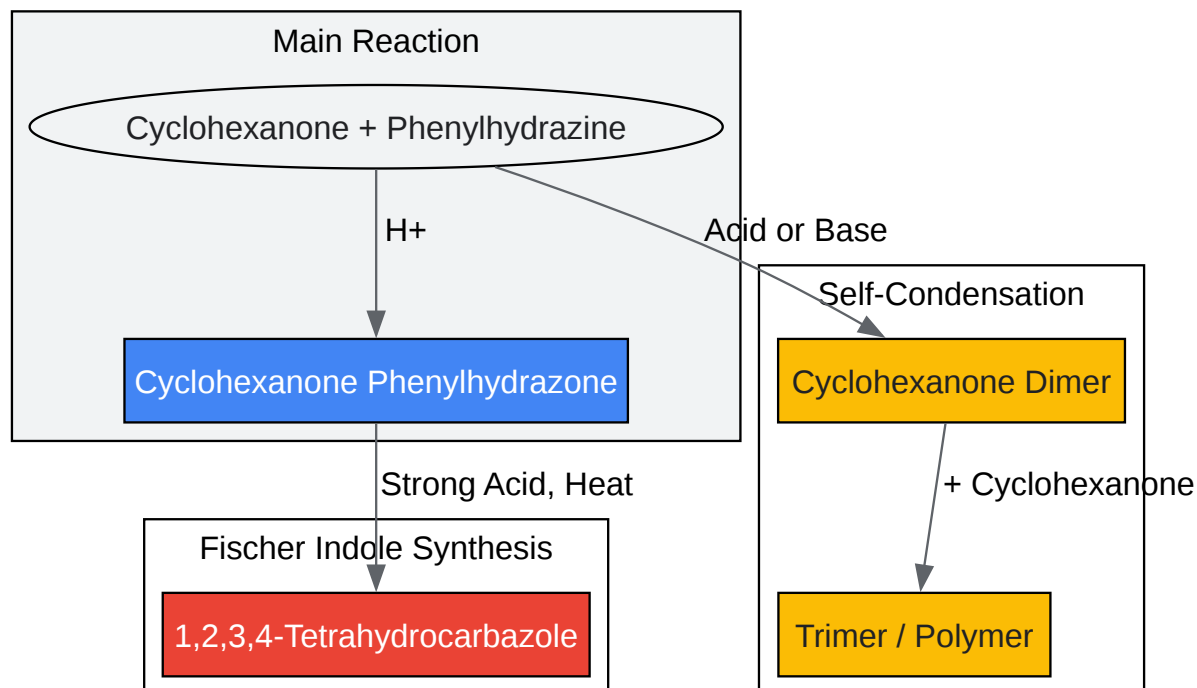 Main Reaction
Cyclohexanone + Phenylhydrazine
H+
Acid or Base
Self-Condensation
Cyclohexanone Phenylhydrazone
Cyclohexanone Dimer
Strong Acid, Heat
+ Cyclohexanone
Fischer Indole Synthesis
1,2,3,4-Tetrahydrocarbazole
Trimer / Polymer